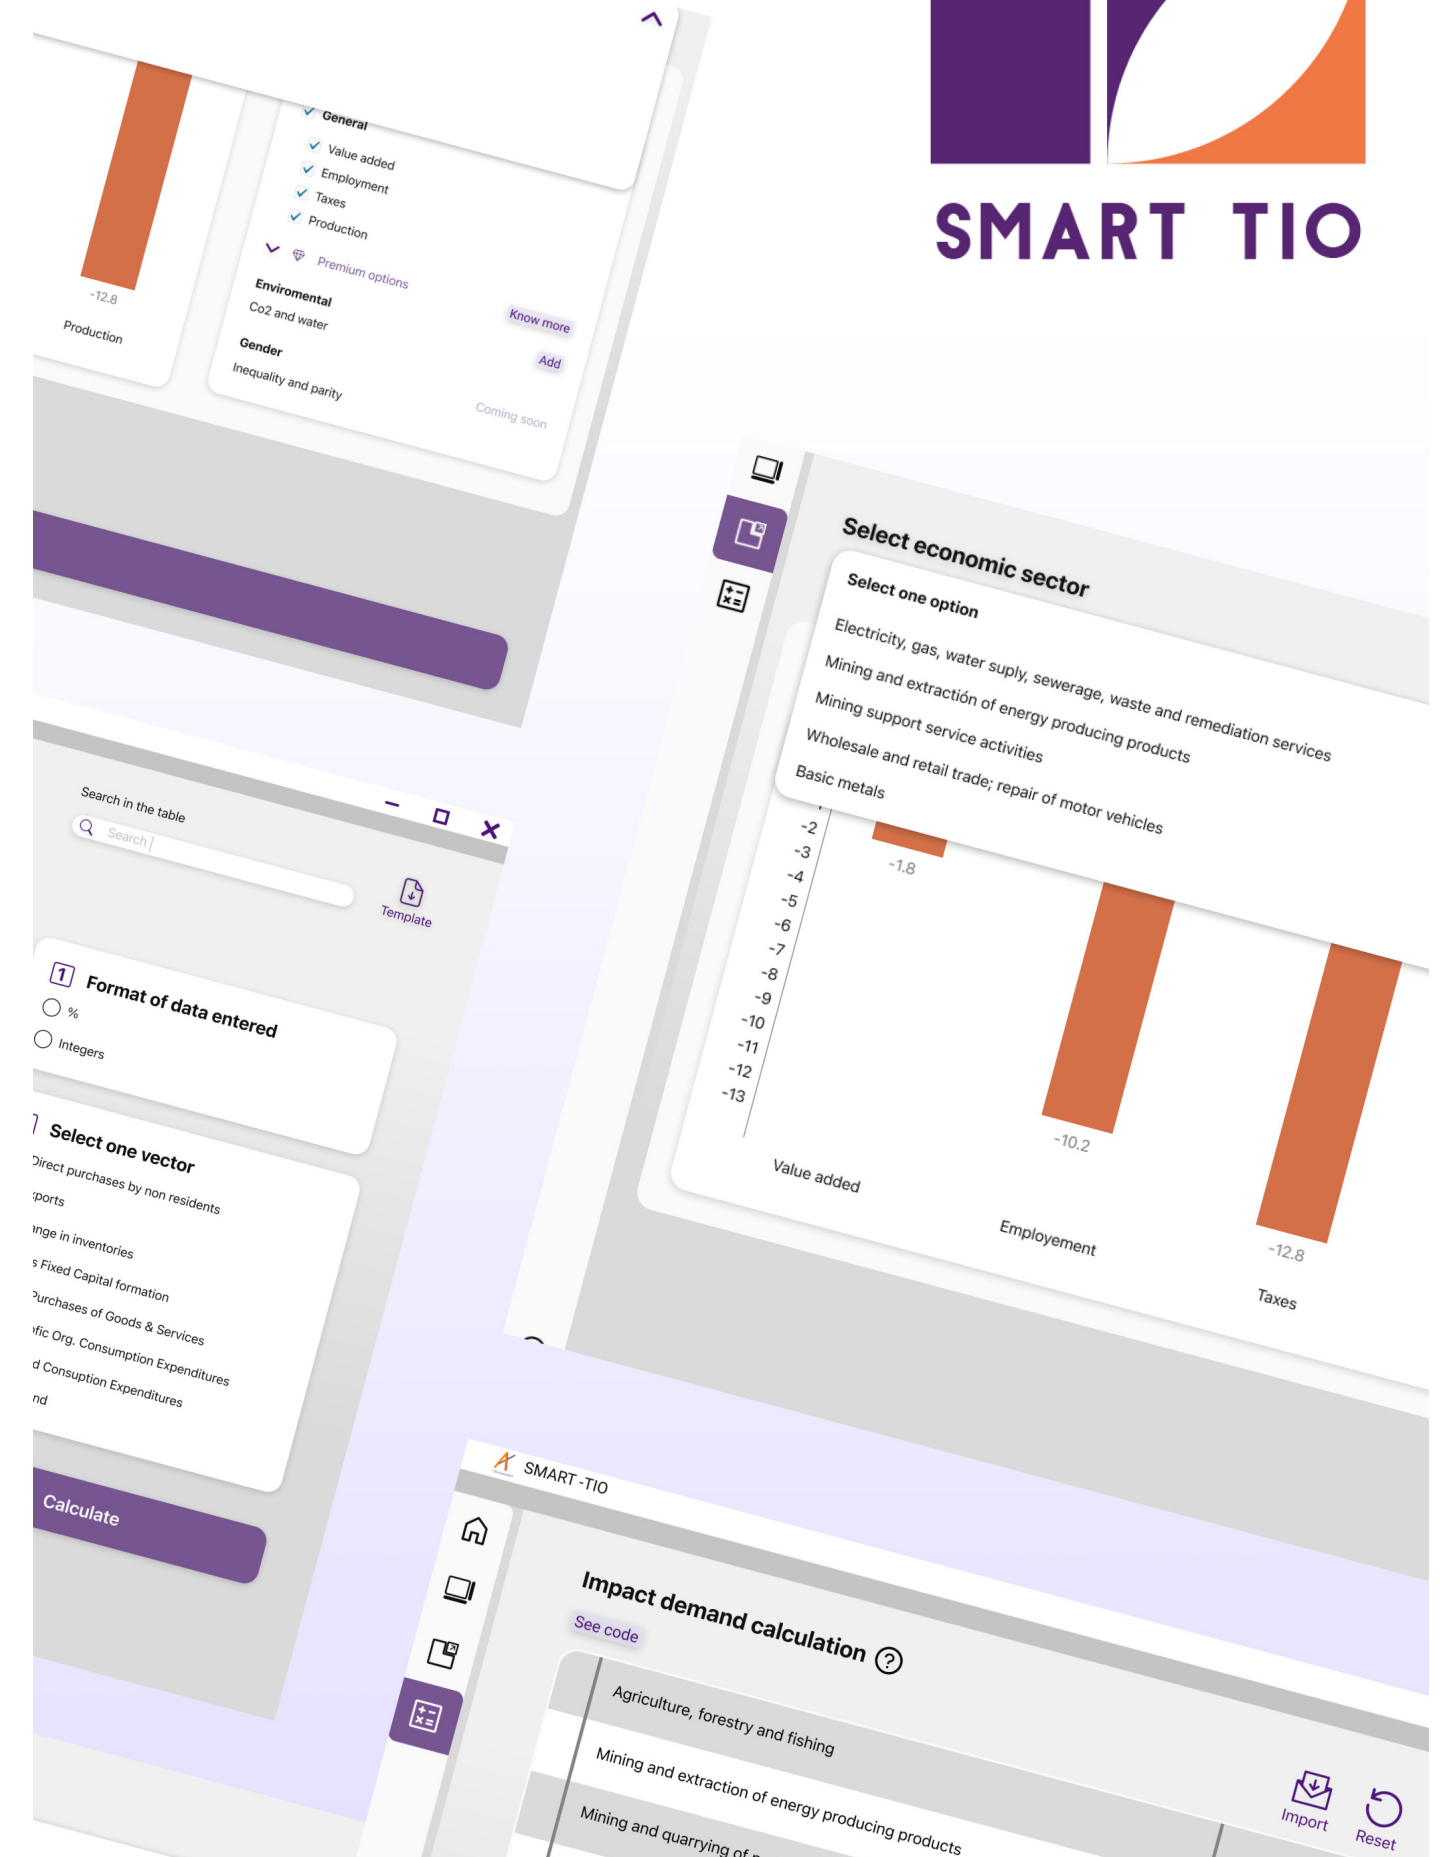 SMART TIO
General
Value added
Employment
Taxes
Production
Premium options
Enviromental
Co2 and water
Know more
Gender
Add
Inequality and parity
Coming soon
-12.8
Production
Select economic sector
Select one option
Electricity, gas, water suply, sewerage, waste and remediation services
Mining and extractión of energy producing products
Mining support service activities
Wholesale and retail trade; repair of motor vehicles
Basic metals
-2
-3
-4
-5
-6
-7
-8
-9
-10
-11
-12
-13
-1.8
-10.2
-12.8
Value added
Employement
Taxes
Search in the table
Search
Template
1 Format of data entered
%
Integers
Select one vector
Direct purchases by non residents
ports
nge in inventories
s Fixed Capital formation
Purchases of Goods & Services
fic Org. Consumption Expenditures
d Consuption Expenditures
nd
Calculate
SMART -TIO
Impact demand calculation ?
See code
Agriculture, forestry and fishing
Mining and extraction of energy producing products
Mining and quarrying of
Import
Reset